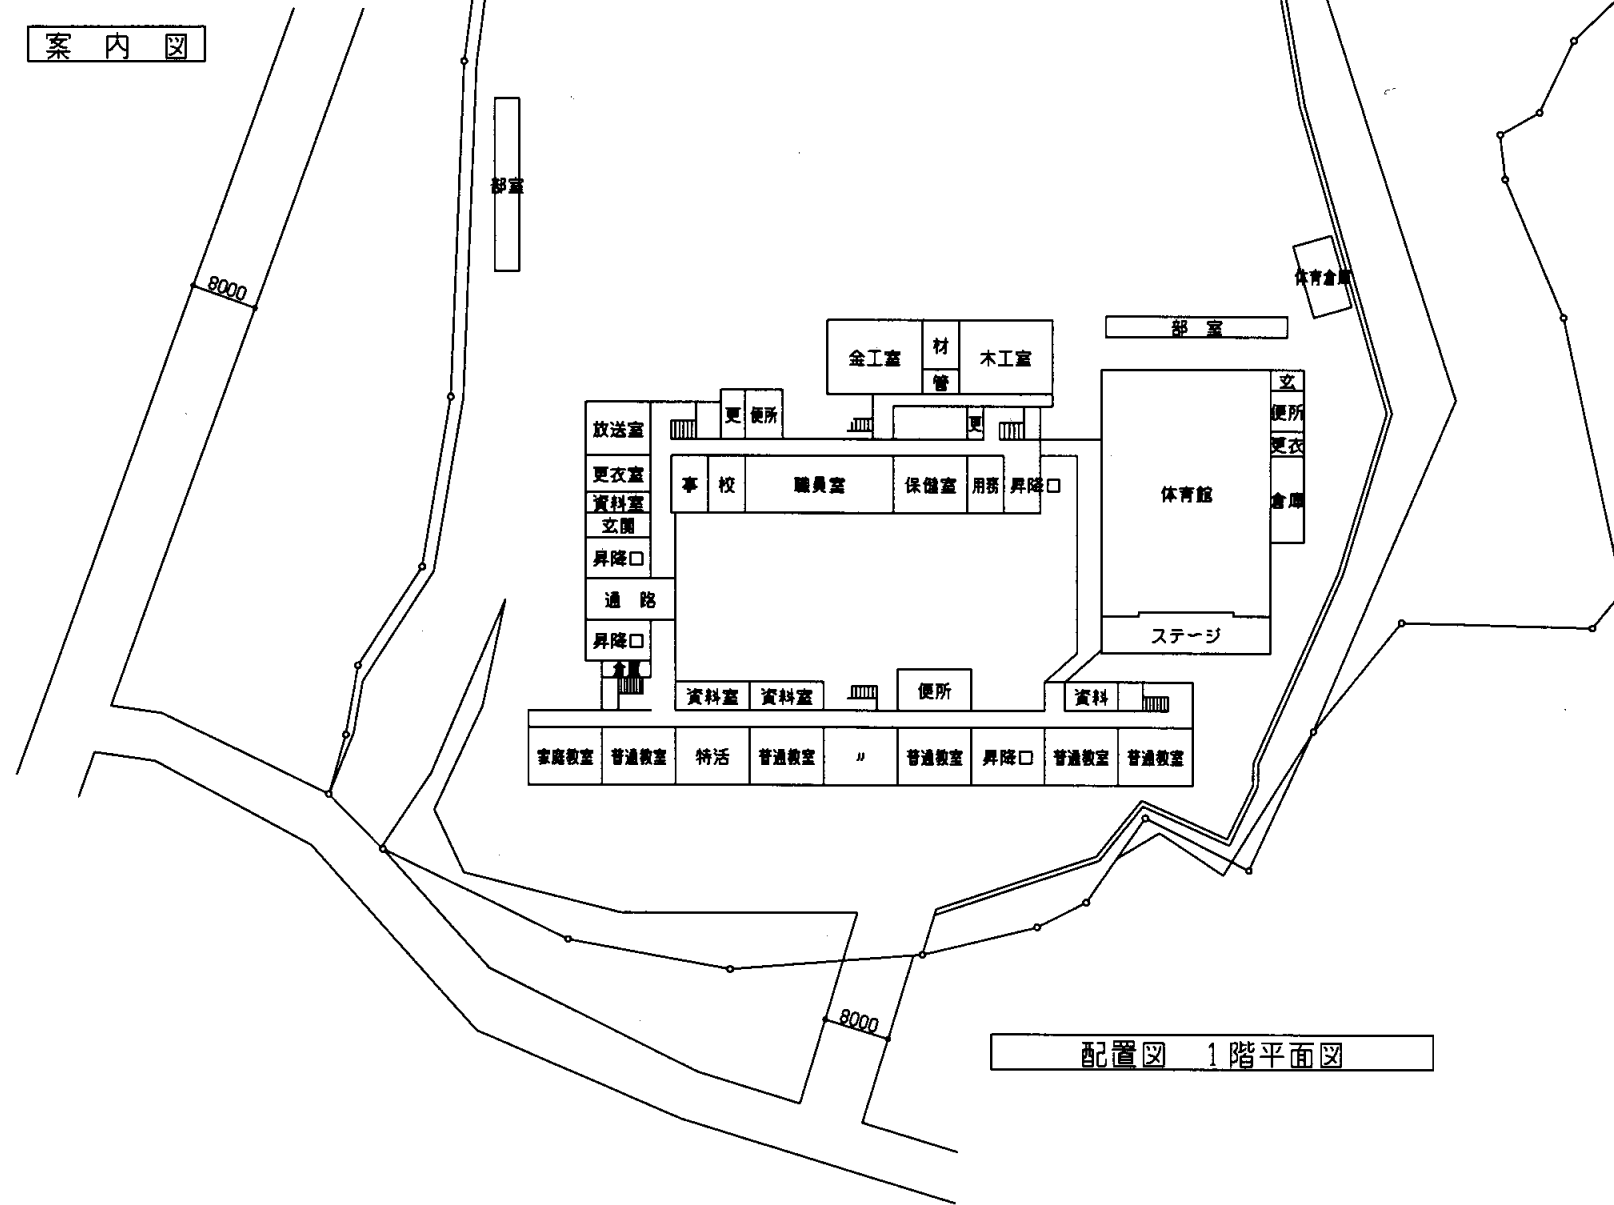 案内図
部室
8000
体育倉庫
部室
金工室
材
管
木工室
玄
便所
更衣
倉庫
体育館
ステージ
放送室
更
便所
更
更衣室
資料室
玄関
昇降口
通路
昇降口
倉庫
事
校
職員室
保健室
用務
昇降口
資料室
資料室
便所
資料
家庭教室
普通教室
特活
普通教室
〃
普通教室
昇降口
普通教室
普通教室
8000
配置図 1階平面図